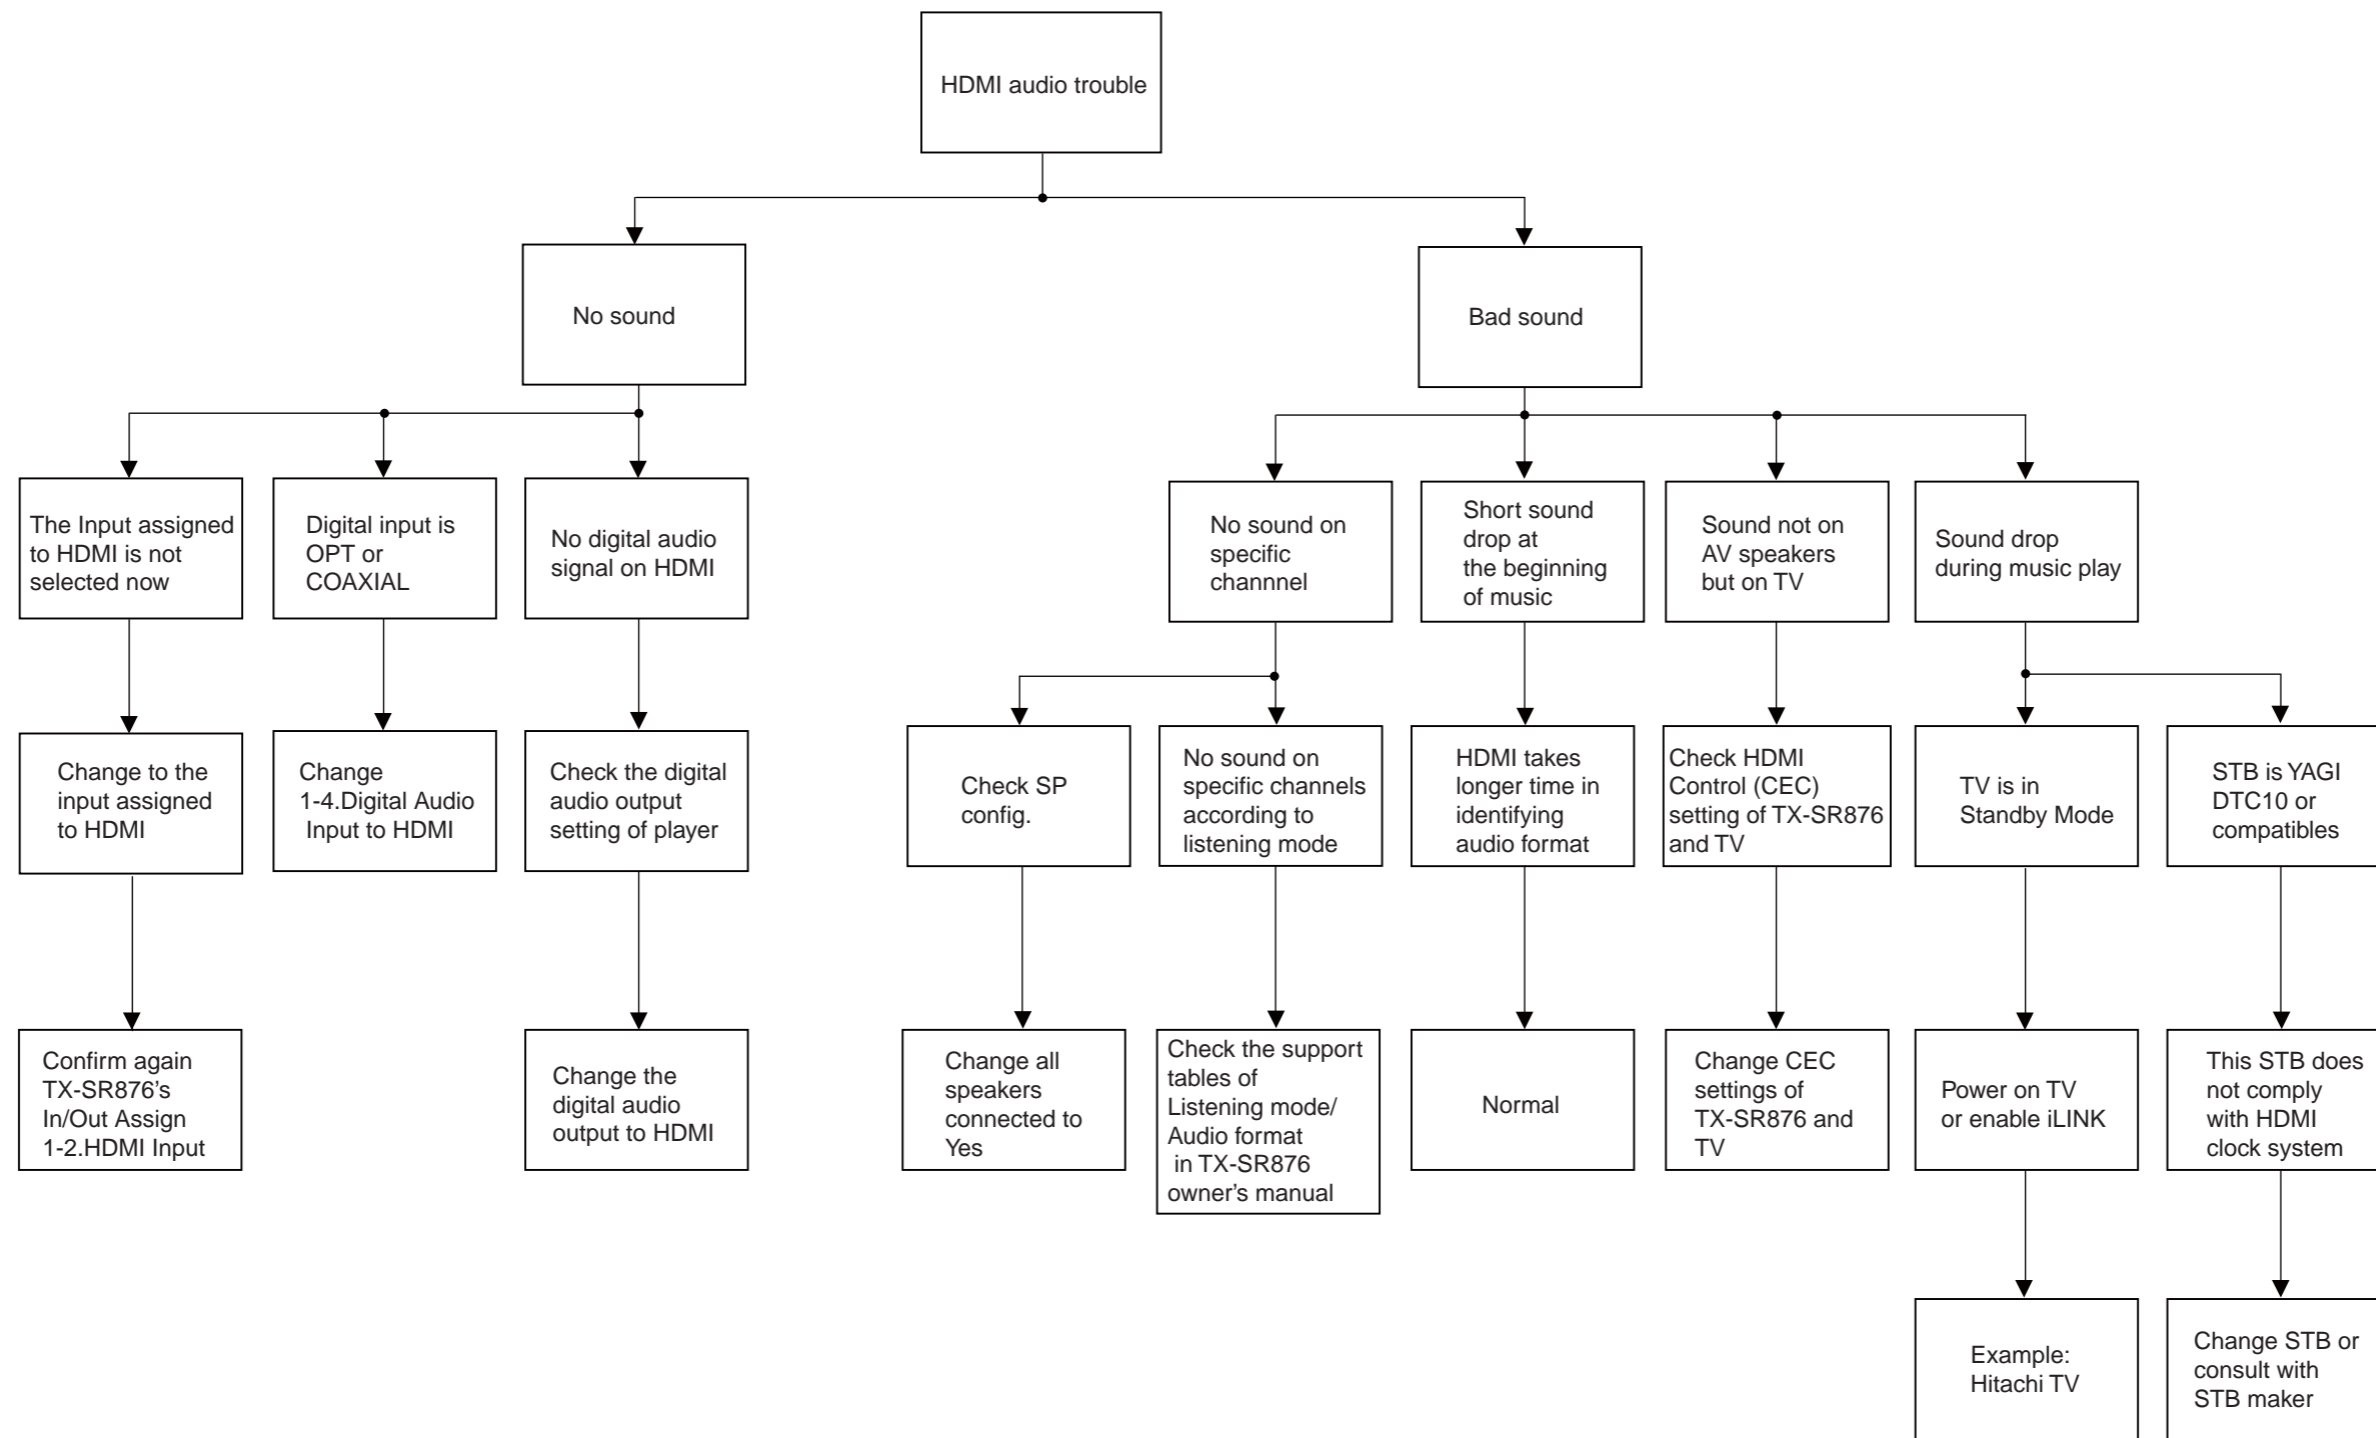 HDMI audio trouble
No sound
Bad sound
The Input assigned
to HDMI is not
selected now
Digital input is
OPT or
COAXIAL
No digital audio
signal on HDMI
No sound on
specific
channnel
Short sound
drop at
the beginning
of music
Sound not on
AV speakers
but on TV
Sound drop
during music play
Change to the
input assigned
to HDMI
Change
1-4.Digital Audio
Input to HDMI
Check the digital
audio output
setting of player
Check SP
config.
No sound on
specific channels
according to
listening mode
HDMI takes
longer time in
identifying
audio format
Check HDMI
Control (CEC)
setting of TX-SR876
and TV
TV is in
Standby Mode
STB is YAGI
DTC10 or
compatibles
Confirm again
TX-SR876’s
In/Out Assign
1-2.HDMI Input
Change the
digital audio
output to HDMI
Change all
speakers
connected to
Yes
Check the support
tables of
Listening mode/
Audio format
in TX-SR876
owner’s manual
Normal
Change CEC
settings of
TX-SR876 and
TV
Power on TV
or enable iLINK
This STB does
not comply
with HDMI
clock system
Example:
Hitachi TV
Change STB or
consult with
STB maker